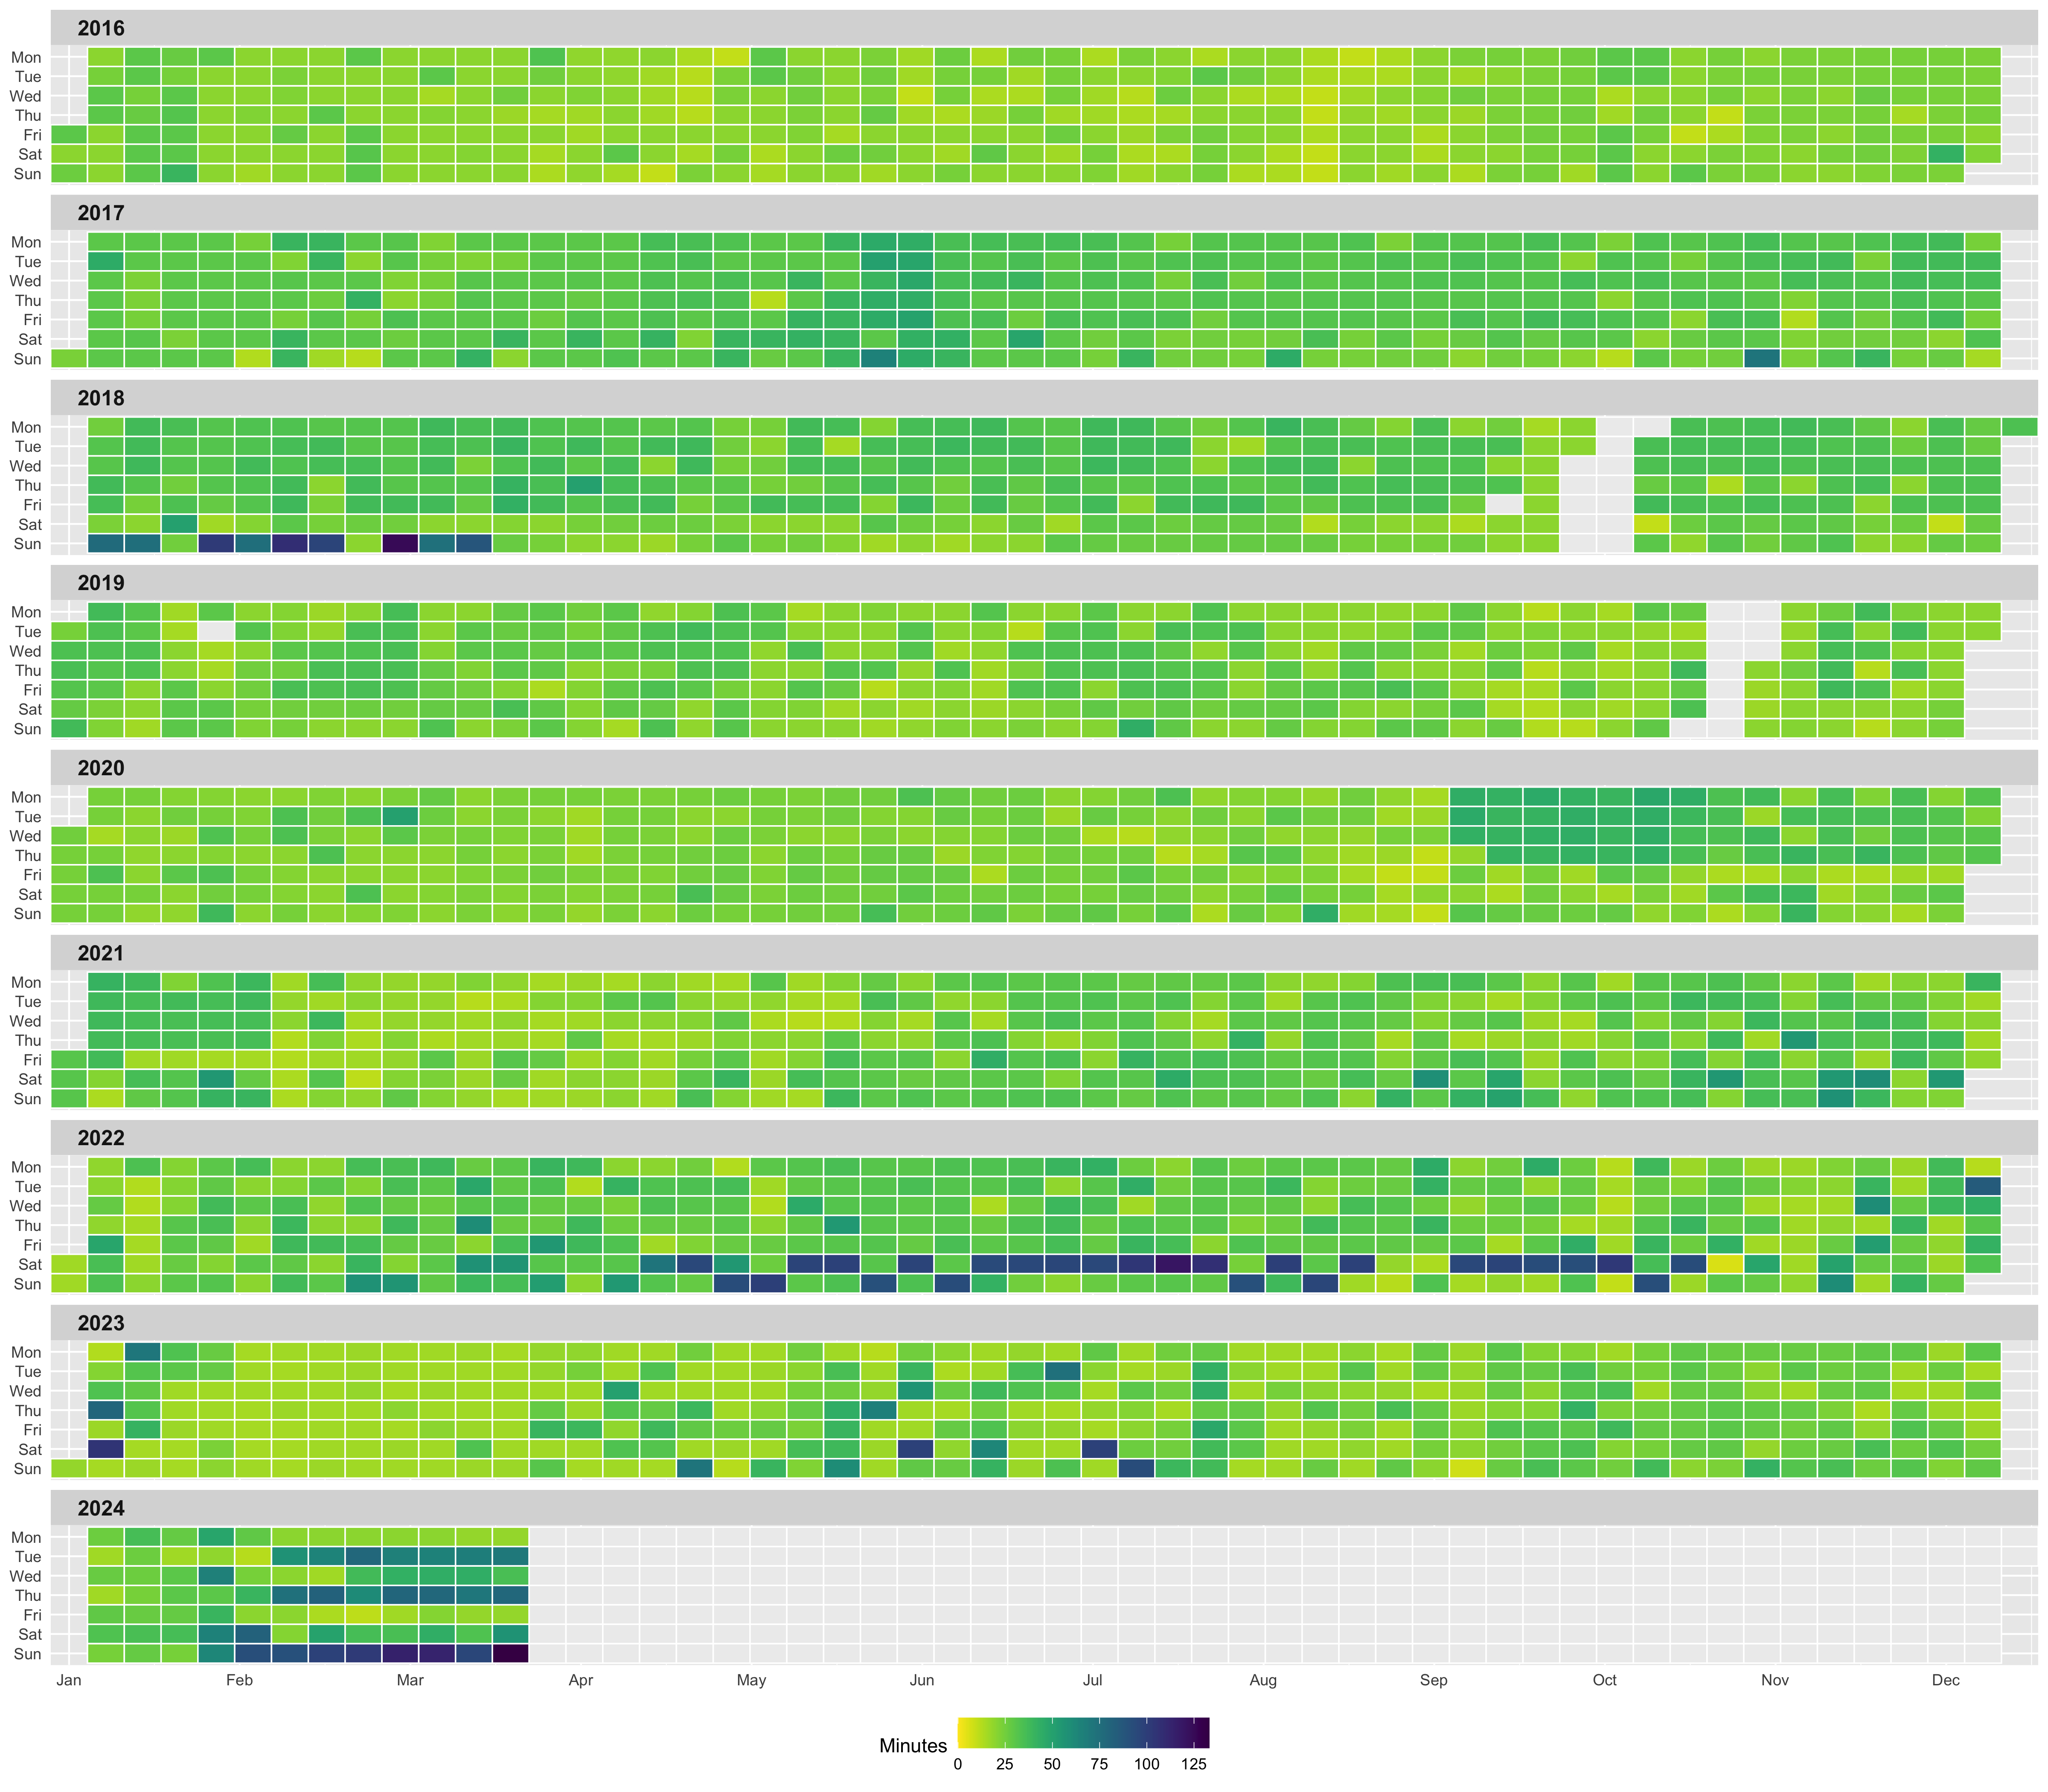 2016
Mon
Tue
Wed
Thu
Fri
Sat
Sun
2017
Mon
Tue
Wed
Thu
Fri
Sat
Sun
2018
Mon
Tue
Wed
Thu
Fri
Sat
Sun
2019
Mon
Tue
Wed
Thu
Fri
Sat
Sun
2020
Mon
Tue
Wed
Thu
Fri
Sat
Sun
2021
Mon
Tue
Wed
Thu
Fri
Sat
Sun
2022
Mon
Tue
Wed
Thu
Fri
Sat
Sun
2023
Mon
Tue
Wed
Thu
Fri
Sat
Sun
2024
Mon
Tue
Wed
Thu
Fri
Sat
Sun
Jan Feb Mar Apr May Jun Jul Aug Sep Oct Nov Dec
Minutes
0 25 50 75 100 125